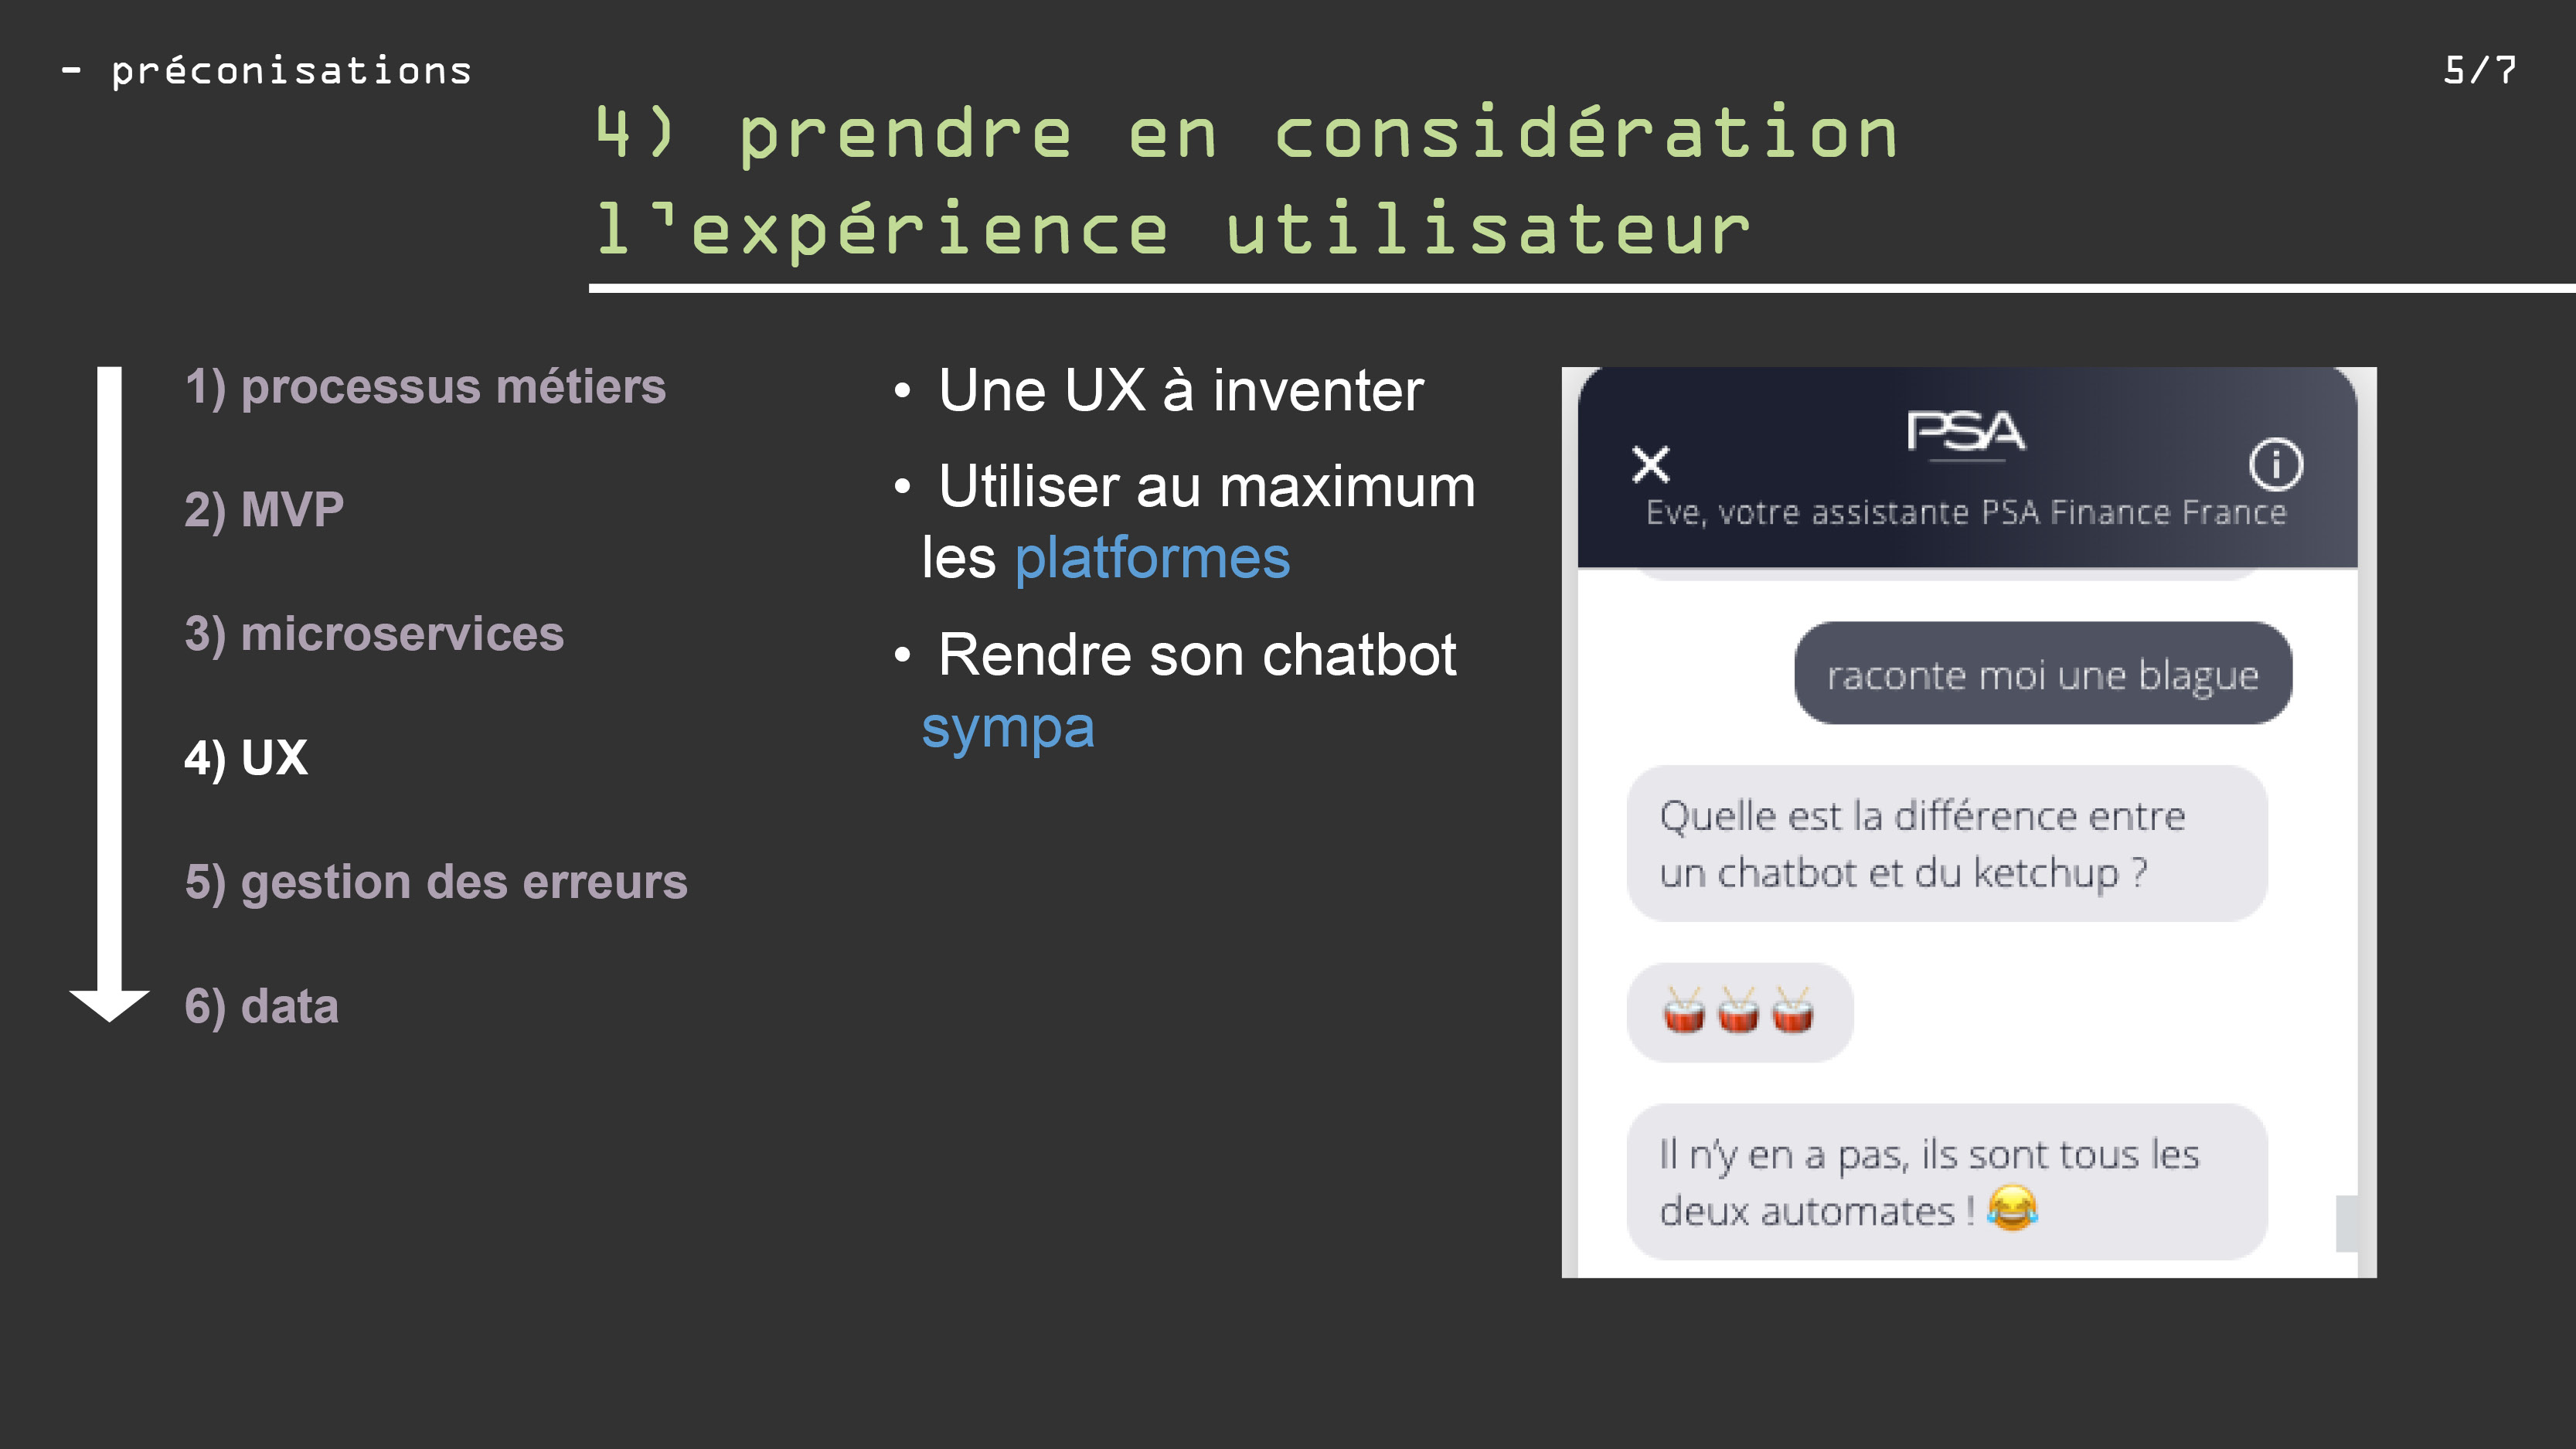 - préconisations
5/7
4) prendre en considération
l'expérience utilisateur
1) processus métiers
2) MVP
3) microservices
4) UX
5) gestion des erreurs
6) data
• Une UX à inventer
• Utiliser au maximum
les platformes
• Rendre son chatbot
sympa
PSA
Eve, votre assistante PSA Finance France
raconte moi une blague
Quelle est la différence entre
un chatbot et du ketchup ?
🥁🥁🥁
Il n'y en a pas, ils sont tous les
deux automates ! 😂